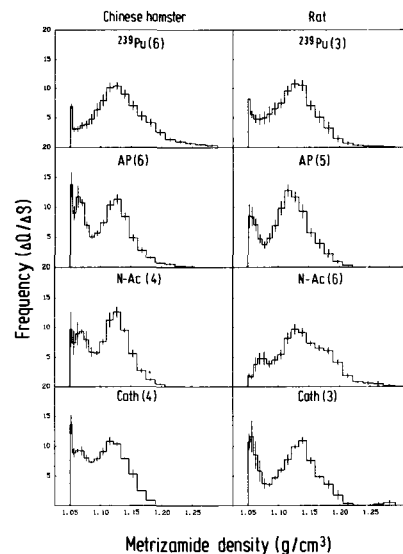 Chinese hamster
Rat
20
²³⁹Pu(6)
²³⁹Pu(3)
15
10
5
20
AP(6)
AP(5)
15
10
5
20
N-Ac(4)
N-Ac(6)
15
10
5
20
Cath(4)
Cath(3)
15
10
5
1.05 1.10 1.15 1.20 1.25
1.05 1.10 1.15 1.20 1.25
Frequency (ΔQ/ΔS)
Metrizamide density (g/cm³)